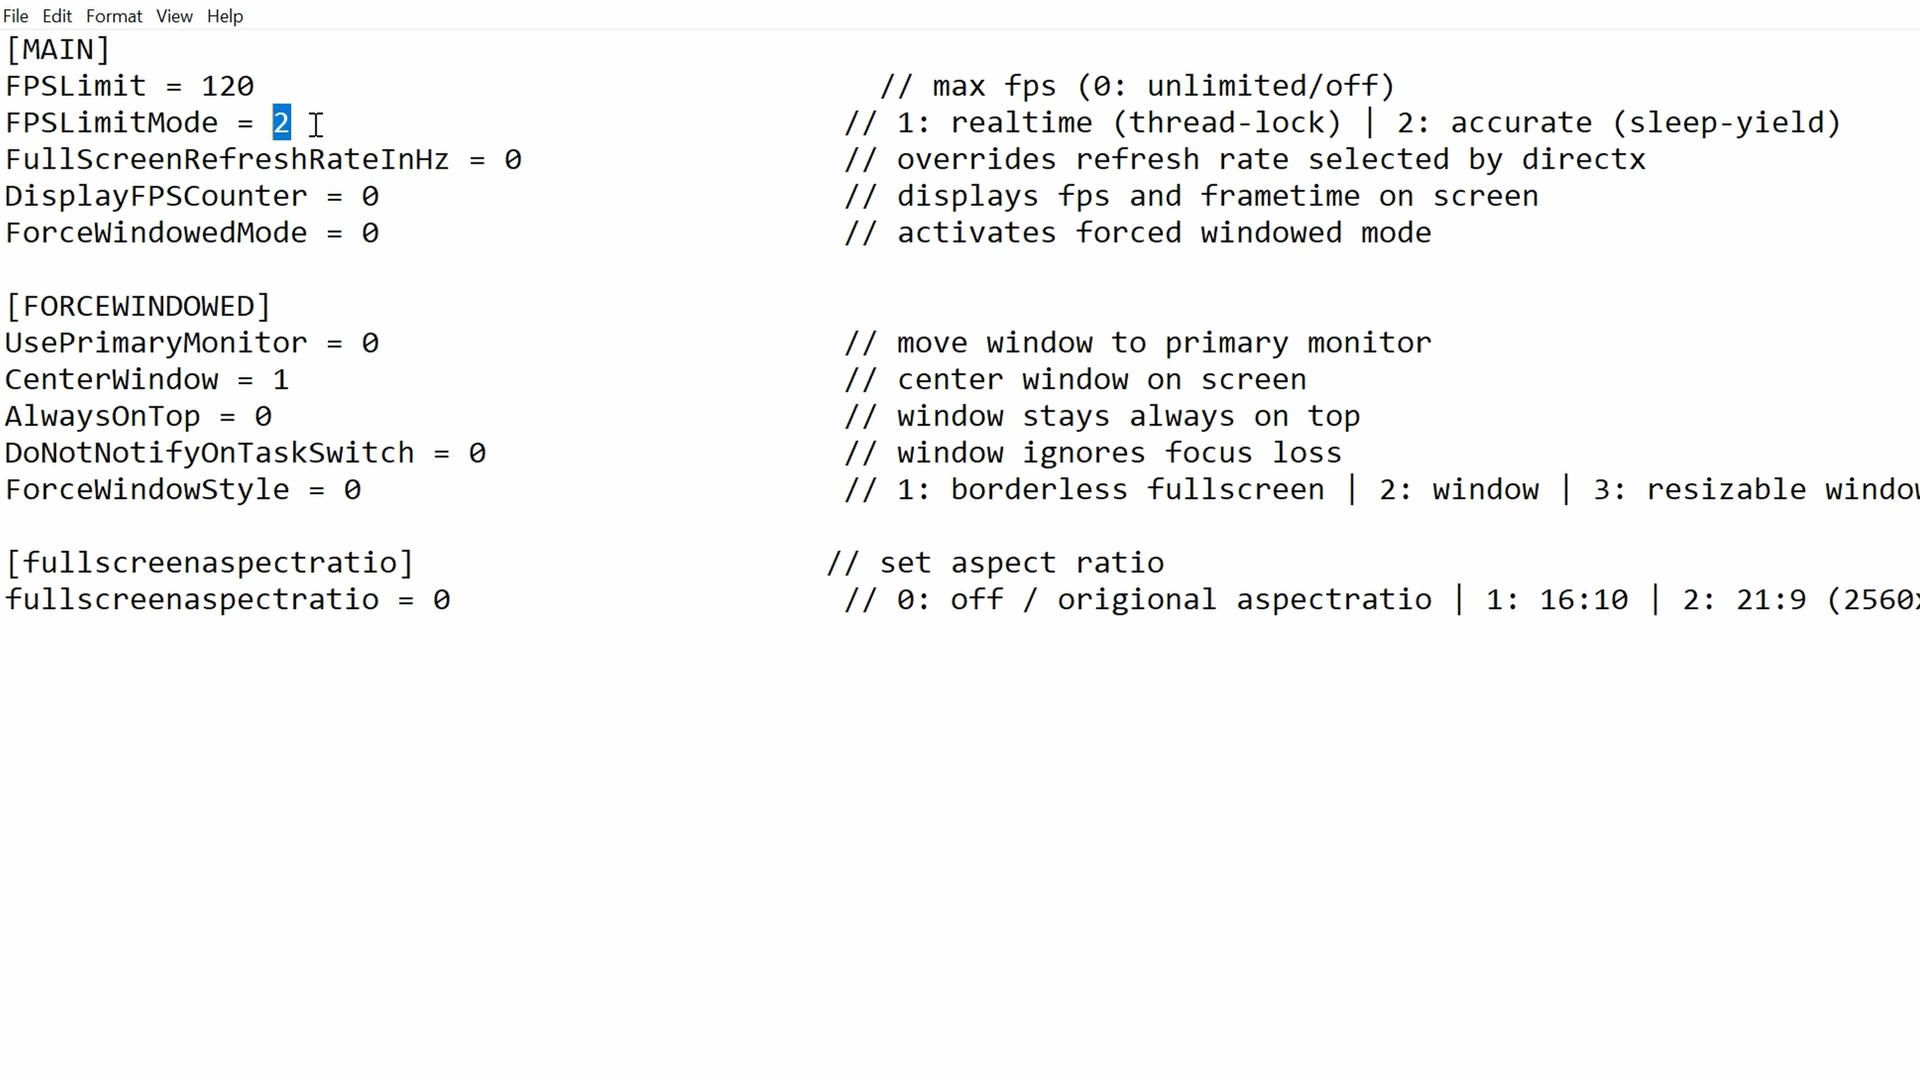 File Edit Format View Help
[MAIN]
FPSLimit = 120 // max fps (0: unlimited/off)
FPSLimitMode = 2 // 1: realtime (thread-lock) | 2: accurate (sleep-yield)
FullScreenRefreshRateInHz = 0 // overrides refresh rate selected by directx
DisplayFPSCounter = 0 // displays fps and frametime on screen
ForceWindowedMode = 0 // activates forced windowed mode
[FORCEWINDOWED]
UsePrimaryMonitor = 0 // move window to primary monitor
CenterWindow = 1 // center window on screen
AlwaysOnTop = 0 // window stays always on top
DoNotNotifyOnTaskSwitch = 0 // window ignores focus loss
ForceWindowStyle = 0 // 1: borderless fullscreen | 2: window | 3: resizable window
[fullscreenaspectratio] // set aspect ratio
fullscreenaspectratio = 0 // 0: off / origional aspectratio | 1: 16:10 | 2: 21:9 (2560x